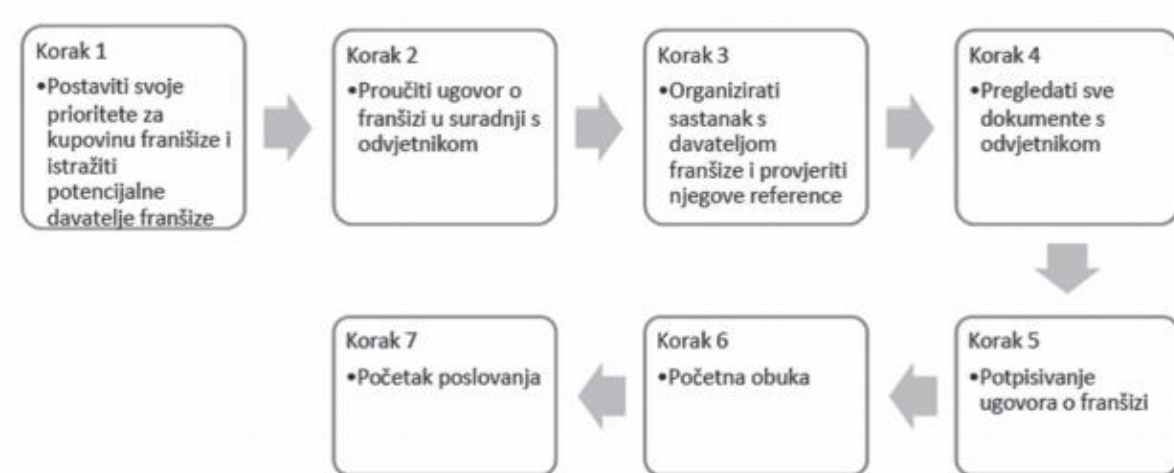 Korak 1
•Postaviti svoje
prioritete za
kupovinu franišize i
istražiti
potencijalne
davatelje franšize
Korak 2
•Proučiti ugovor o
franšizi u suradnji s
odvjetnikom
Korak 3
•Organizirati
sastanak s
davateljom
franšize i provjeriti
njegove reference
Korak 4
•Pregledati sve
dokumente s
odvjetnikom
Korak 5
•Potpisivanje
ugovora o franšizi
Korak 6
•Početna obuka
Korak 7
•Početak poslovanja